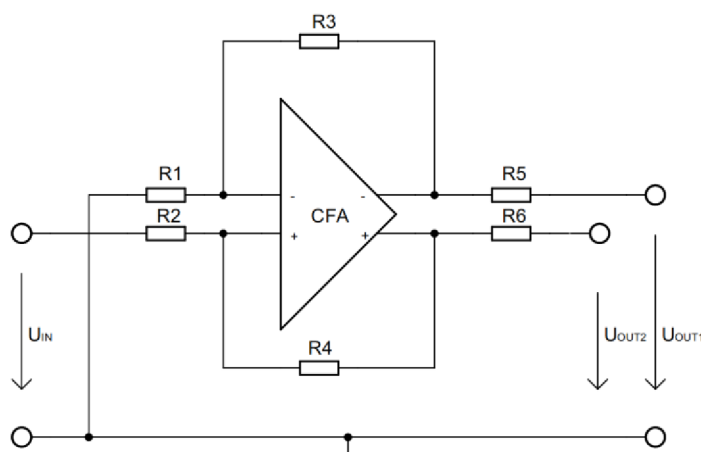 R3
R1
R5
-
-
CFA
R2
R6
+
+
UIN
R4
UOUT2
UOUT1